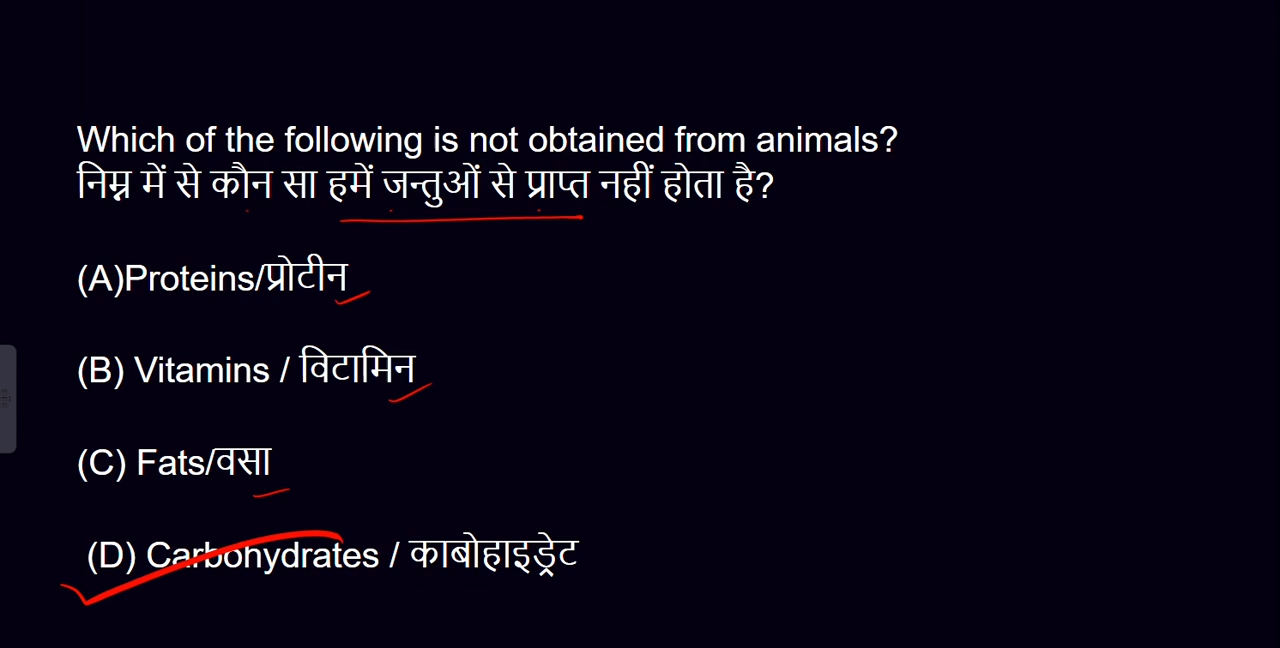 Which of the following is not obtained from animals?
निम्न में से कौन सा हमें जन्तुओं से प्राप्त नहीं होता है?
(A)Proteins/प्रोटीन
(B) Vitamins / विटामिन
(C) Fats/वसा
(D) Carbohydrates / काबोहाइड्रेट